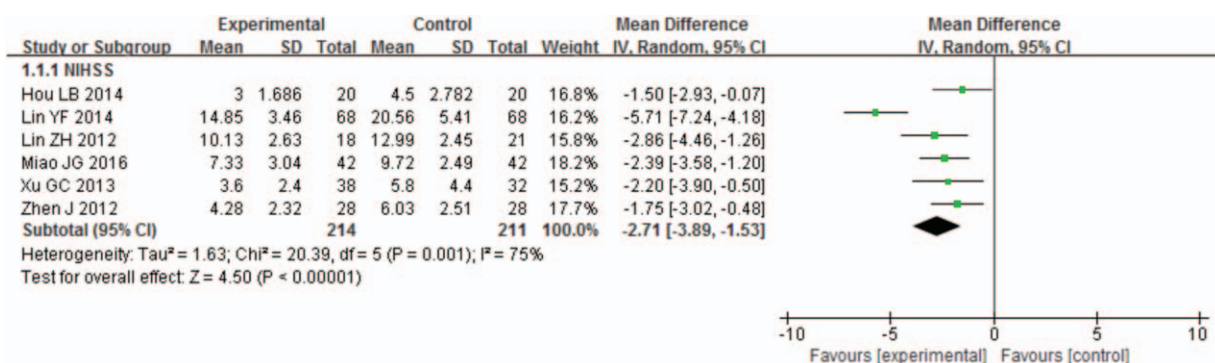 Experimental Control Mean Difference Mean Difference
Study or Subgroup Mean SD Total Mean SD Total Weight IV, Random, 95% CI IV, Random, 95% CI
1.1.1 NIHSS
Hou LB 2014 3 1.686 20 4.5 2.782 20 16.8% -1.50 [-2.93, -0.07]
Lin YF 2014 14.85 3.46 68 20.56 5.41 68 16.2% -5.71 [-7.24, -4.18]
Lin ZH 2012 10.13 2.63 18 12.99 2.45 21 15.8% -2.86 [-4.46, -1.26]
Miao JG 2016 7.33 3.04 42 9.72 2.49 42 18.2% -2.39 [-3.58, -1.20]
Xu GC 2013 3.6 2.4 38 5.8 4.4 32 15.2% -2.20 [-3.90, -0.50]
Zhen J 2012 4.28 2.32 28 6.03 2.51 28 17.7% -1.75 [-3.02, -0.48]
Subtotal (95% CI) 214 211 100.0% -2.71 [-3.89, -1.53]
Heterogeneity: Tau² = 1.63; Chi² = 20.39, df = 5 (P = 0.001); I² = 75%
Test for overall effect: Z = 4.50 (P < 0.00001)
-10 -5 0 5 10
Favours [experimental] Favours [control]